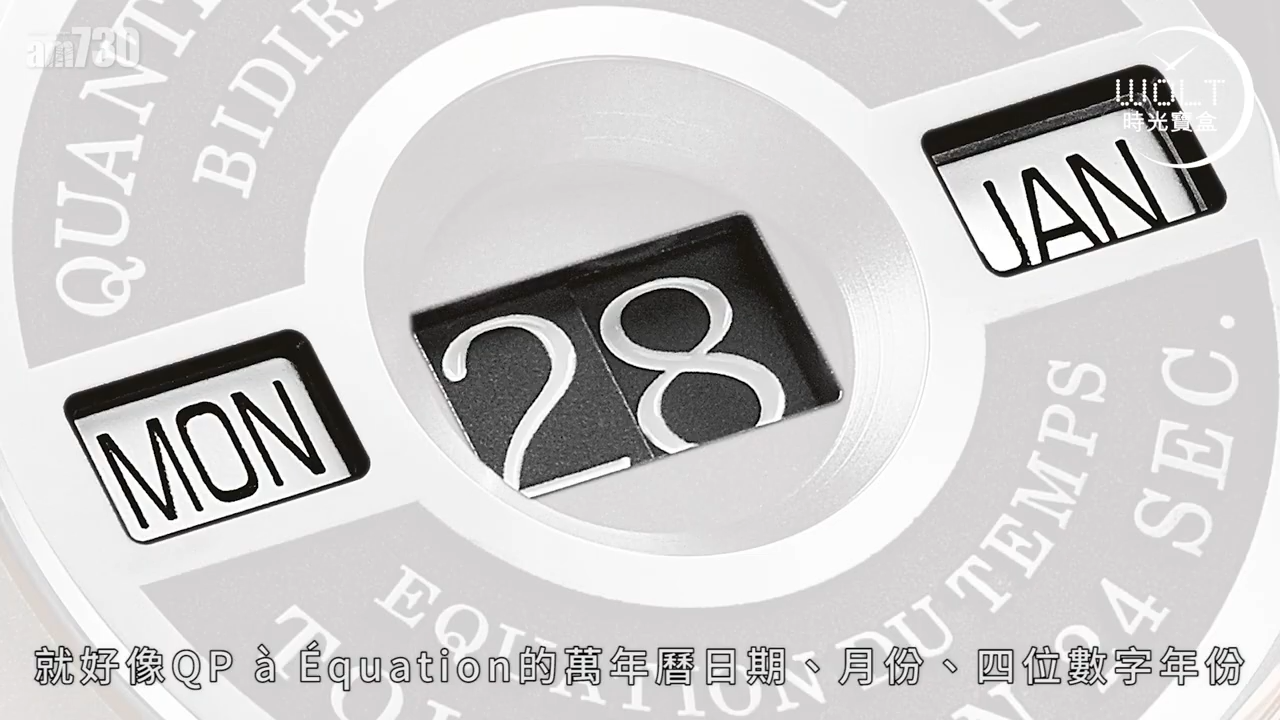 am730
WOLT
時光寶盒
QUANT
BIDIR
JAN
28
MON
EQUATION DU TEMPS
24 SEC.
就好像QP à Équation的萬年曆日期、月份、四位數字年份